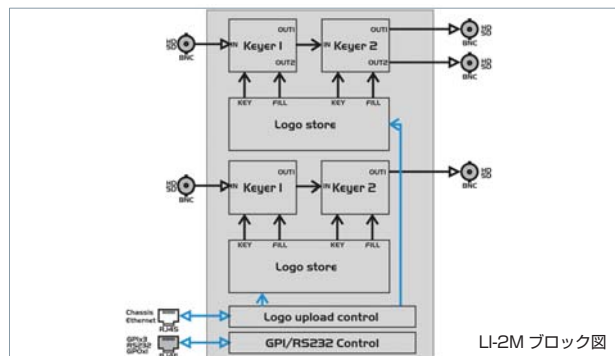 OUT1
HD
SD
BNC
IN
Keyer 1
Keyer 2
HD
SD
BNC
OUT2
OUT2
HD
SD
BNC
KEY
FILL
KEY
FILL
Logo store
OUT1
HD
SD
BNC
IN
Keyer 1
IN
Keyer 2
HD
SD
BNC
KEY
FILL
KEY
FILL
Logo store
Chassis
Ethernet
RJ45
Logo upload control
GPIx3
RS232
GPOx1
GPI/RS232 Control
LI-2M ブロック図